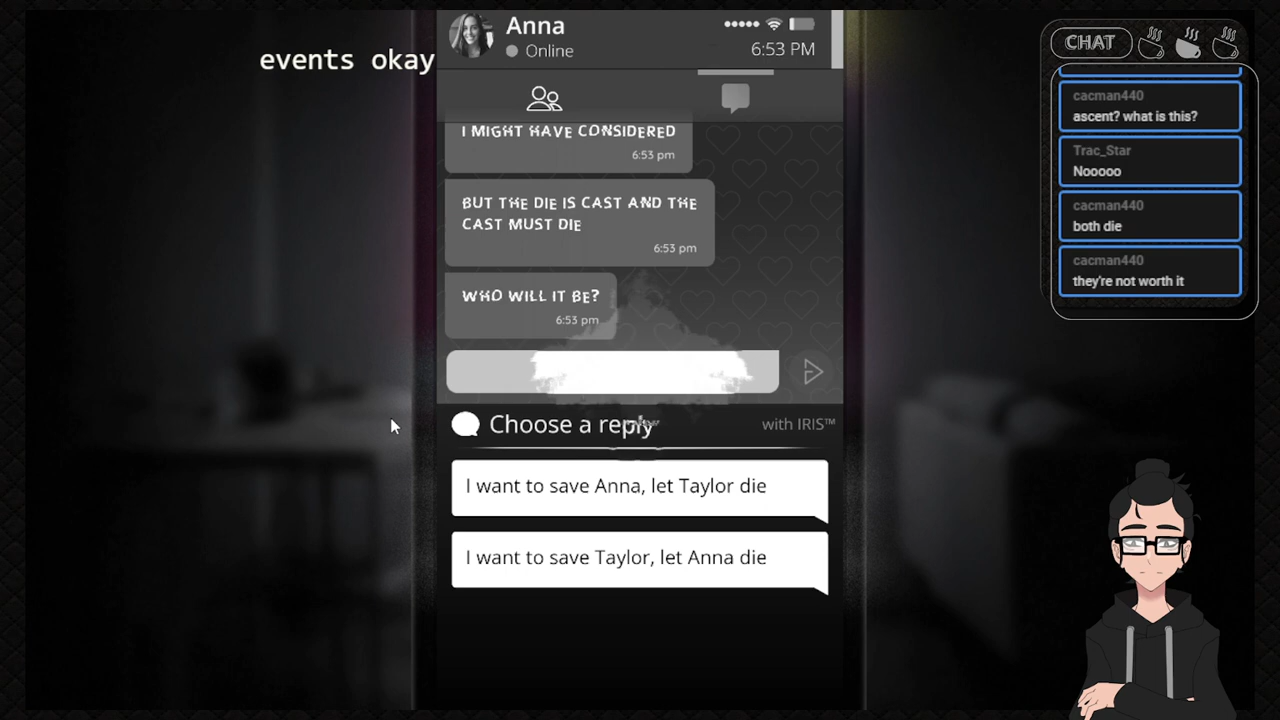 events okay
Anna
Online
6:53 PM
I MIGHT HAVE CONSIDERED
6:53 pm
BUT THE DIE IS CAST AND THE
CAST MUST DIE
6:53 pm
WHO WILL IT BE?
6:53 pm
Choose a reply
with IRIS™
I want to save Anna, let Taylor die
I want to save Taylor, let Anna die
CHAT
cacman440
ascent? what is this?
Trac_Star
Nooooo
cacman440
both die
cacman440
they're not worth it